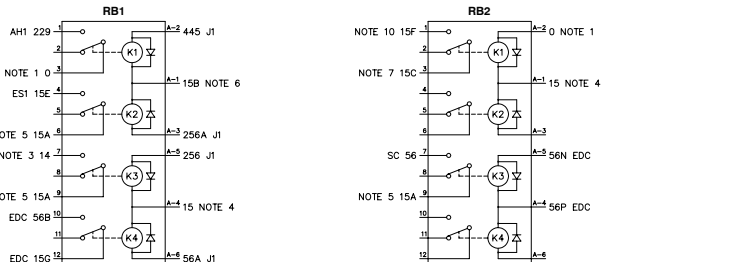 RB1
AH1 229 1 A-2 445 J1
2 K1
NOTE 1 0 3 A-1 15B NOTE 6
ES1 15E 4
5 K2
OTE 5 15A 6 A-3 256A J1
NOTE 3 14 7 A-5 256 J1
8 K3
OTE 5 15A 9 A-4 15 NOTE 4
EDC 56B 10
11 K4
EDC 15G 12 A-6 56A J1
RB2
NOTE 10 15F 1 A-2 0 NOTE 1
2 K1
NOTE 7 15C 3 A-1 15 NOTE 4
4
5 K2
6 A-3
SC 56 7 A-5 56N EDC
8 K3
NOTE 5 15A 9 A-4 56P EDC
10
11 K4
12 A-6